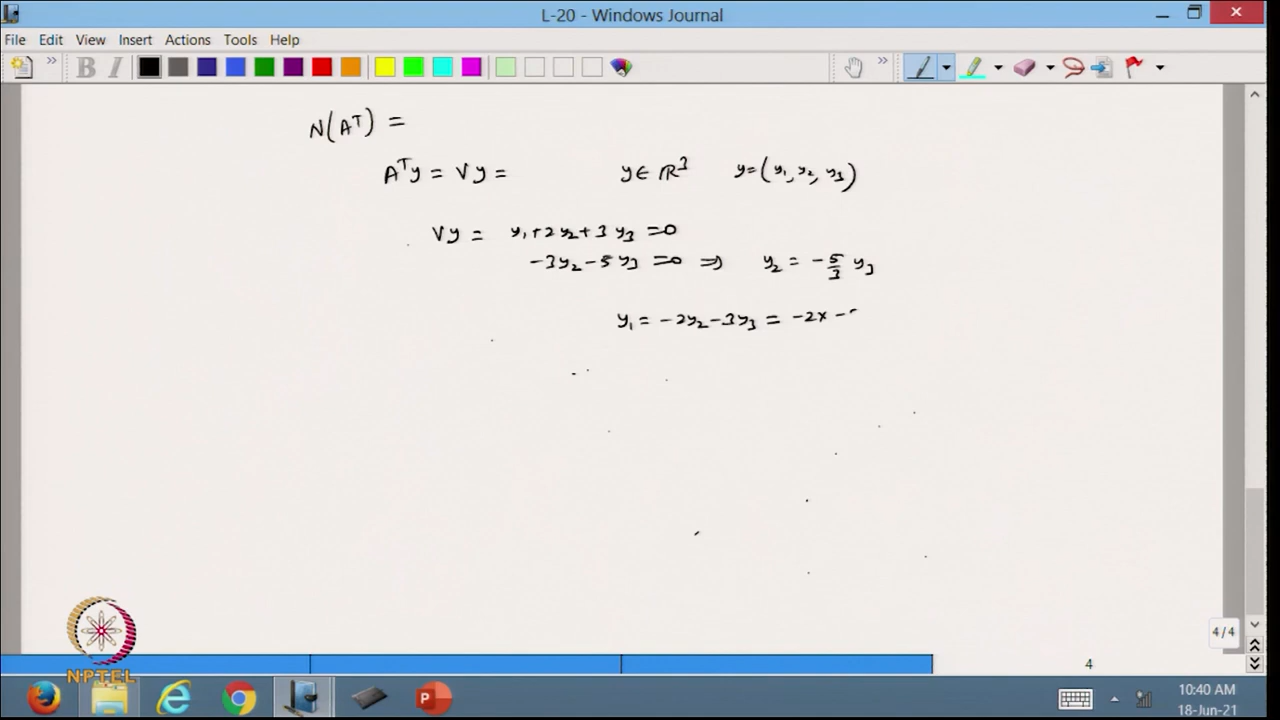 L-20 - Windows Journal
File Edit View Insert Actions Tools Help
N(Aᵀ) =
Aᵀy = Vy = y ∈ ℝ³ y = (y₁, y₂, y₃)
Vy = y₁ + 2y₂ + 3y₃ = 0
-3y₂ - 5y₃ = 0 ⇒ y₂ = -5/3 y₃
y₁ = -2y₂ - 3y₃ = -2x -
4/4
NPTEL
4
10:40 AM
18-Jun-21